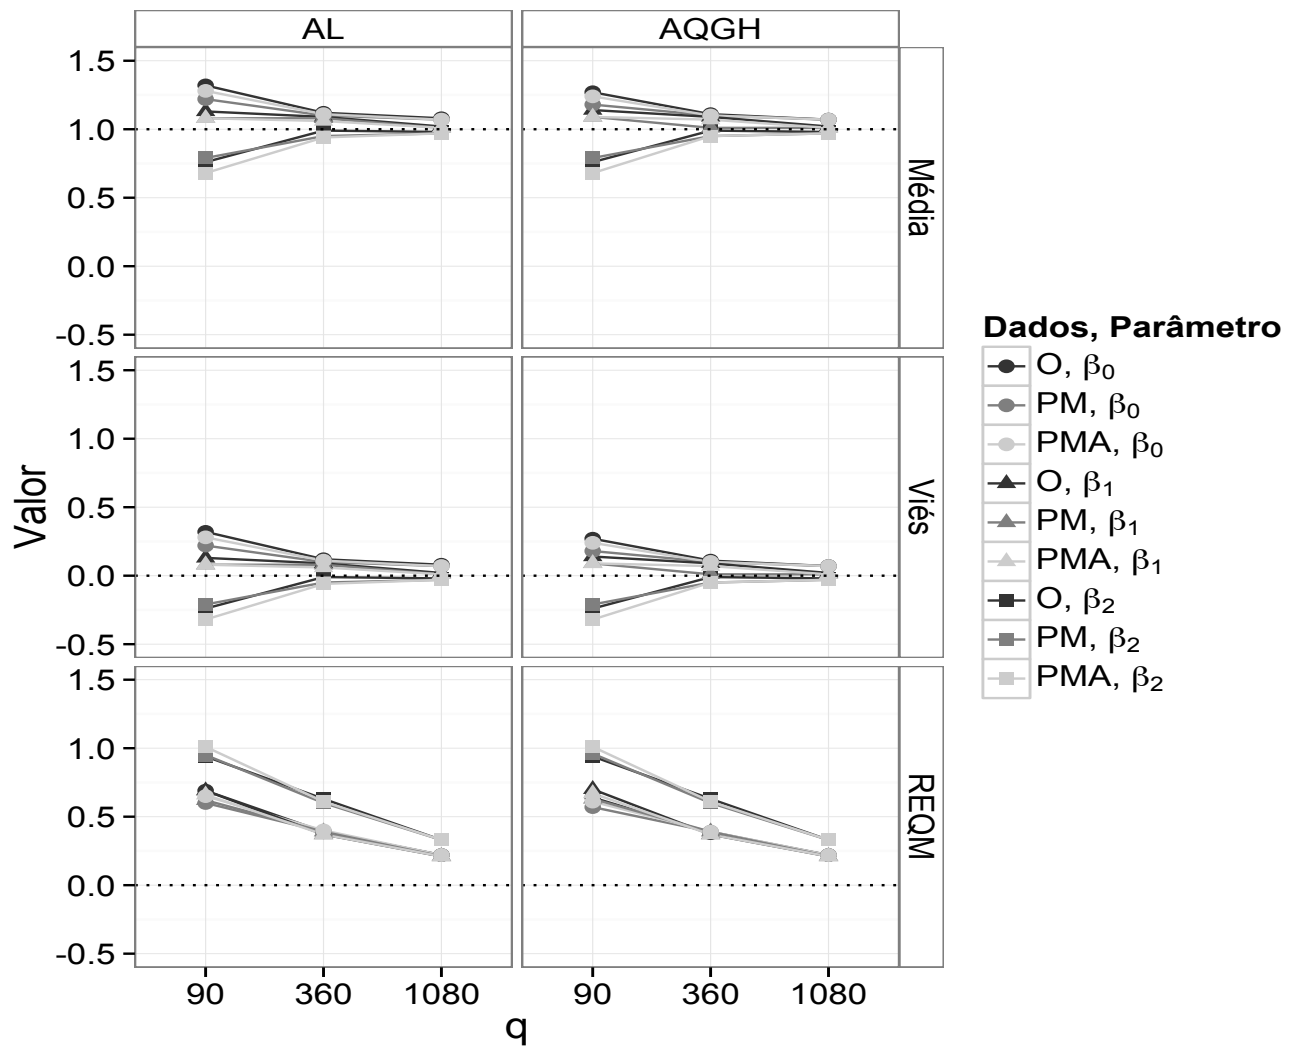 AL
AQGH
1.5
1.0
0.5
0.0
-0.5
Média
1.5
1.0
0.5
0.0
-0.5
Viés
1.5
1.0
0.5
0.0
-0.5
REQM
Valor
90
360
1080
90
360
1080
q
Dados, Parâmetro
O, β₀
PM, β₀
PMA, β₀
O, β₁
PM, β₁
PMA, β₁
O, β₂
PM, β₂
PMA, β₂